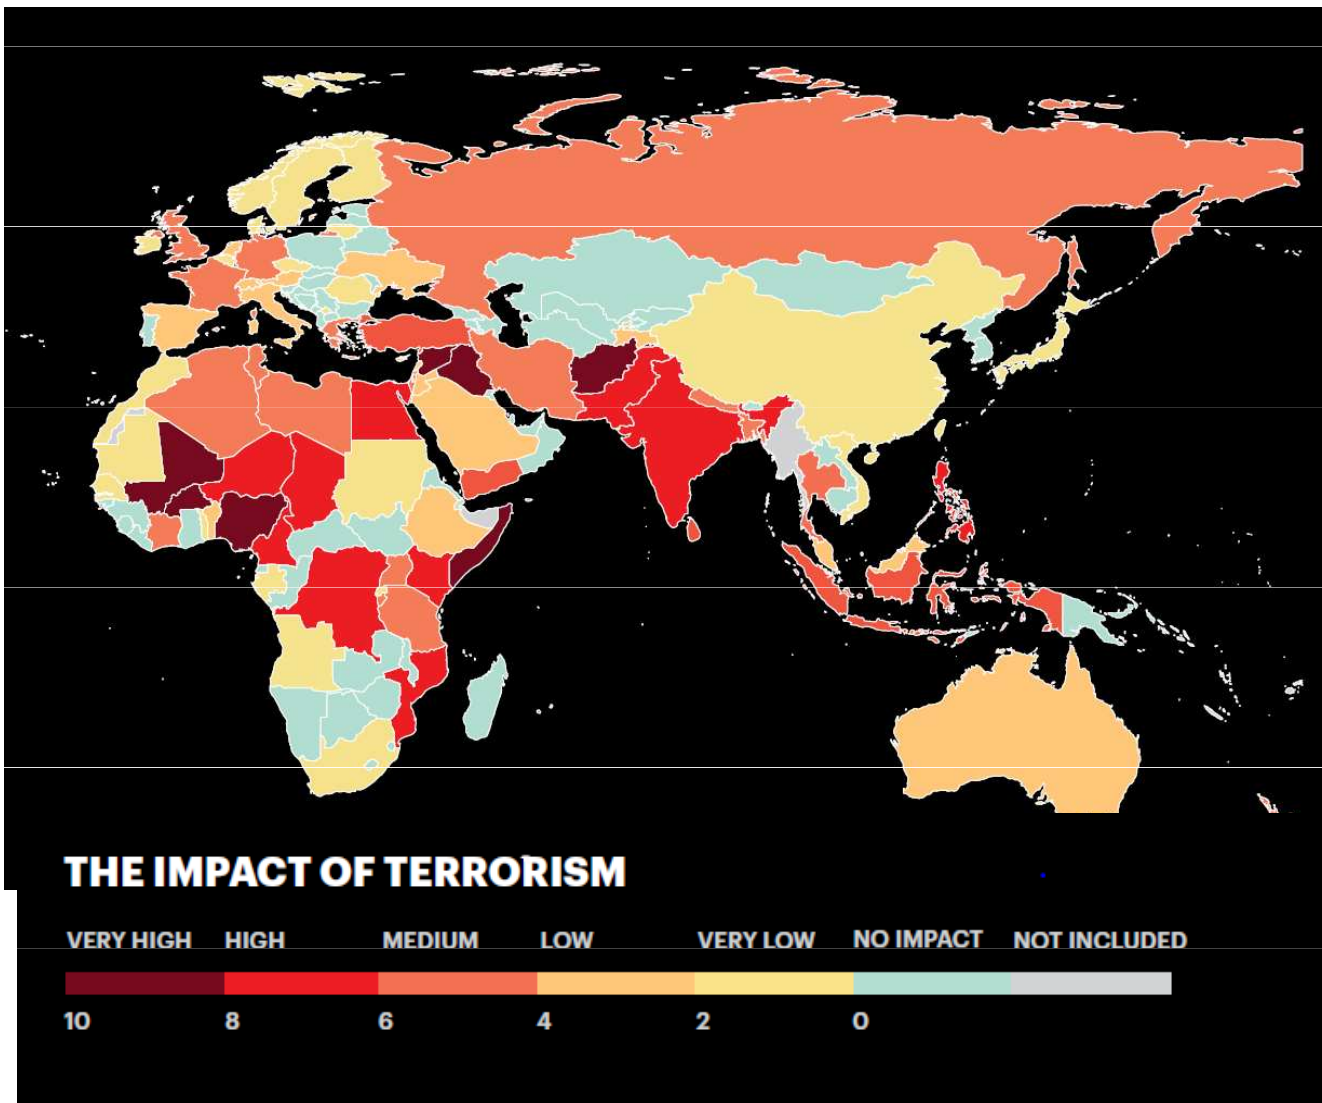 THE IMPACT OF TERRORISM
VERY HIGH HIGH MEDIUM LOW VERY LOW NO IMPACT NOT INCLUDED
10 8 6 4 2 0